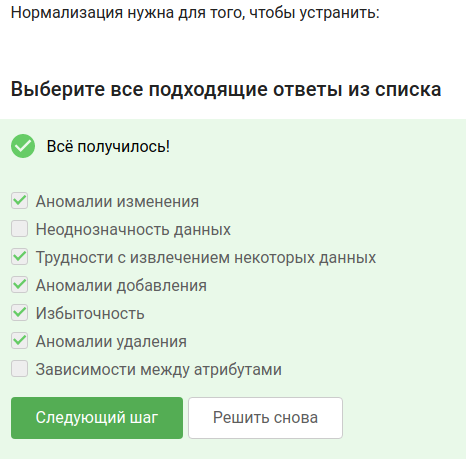 Нормализация нужна для того, чтобы устранить:
Выберите все подходящие ответы из списка
Всё получилось!
Аномалии изменения
Неоднозначность данных
Трудности с извлечением некоторых данных
Аномалии добавления
Избыточность
Аномалии удаления
Зависимости между атрибутами
Следующий шаг
Решить снова